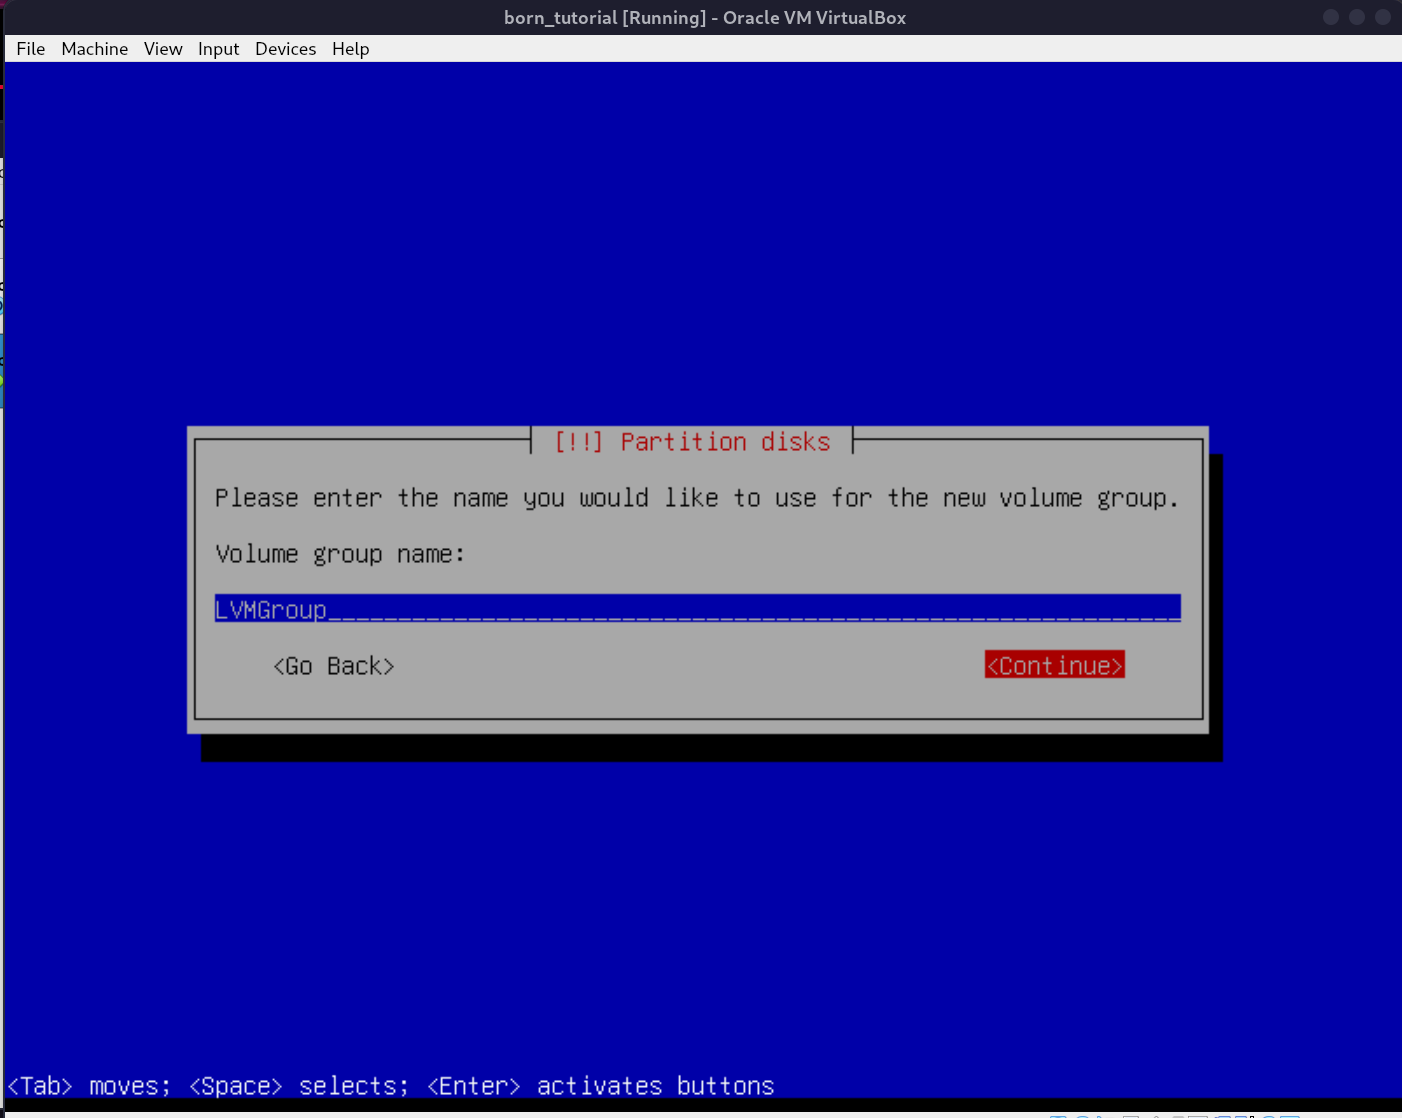 born_tutorial [Running] - Oracle VM VirtualBox
File Machine View Input Devices Help
[!!] Partition disks
Please enter the name you would like to use for the new volume group.
Volume group name:
LVMGroup
<Go Back> <Continue>
<Tab> moves; <Space> selects; <Enter> activates buttons